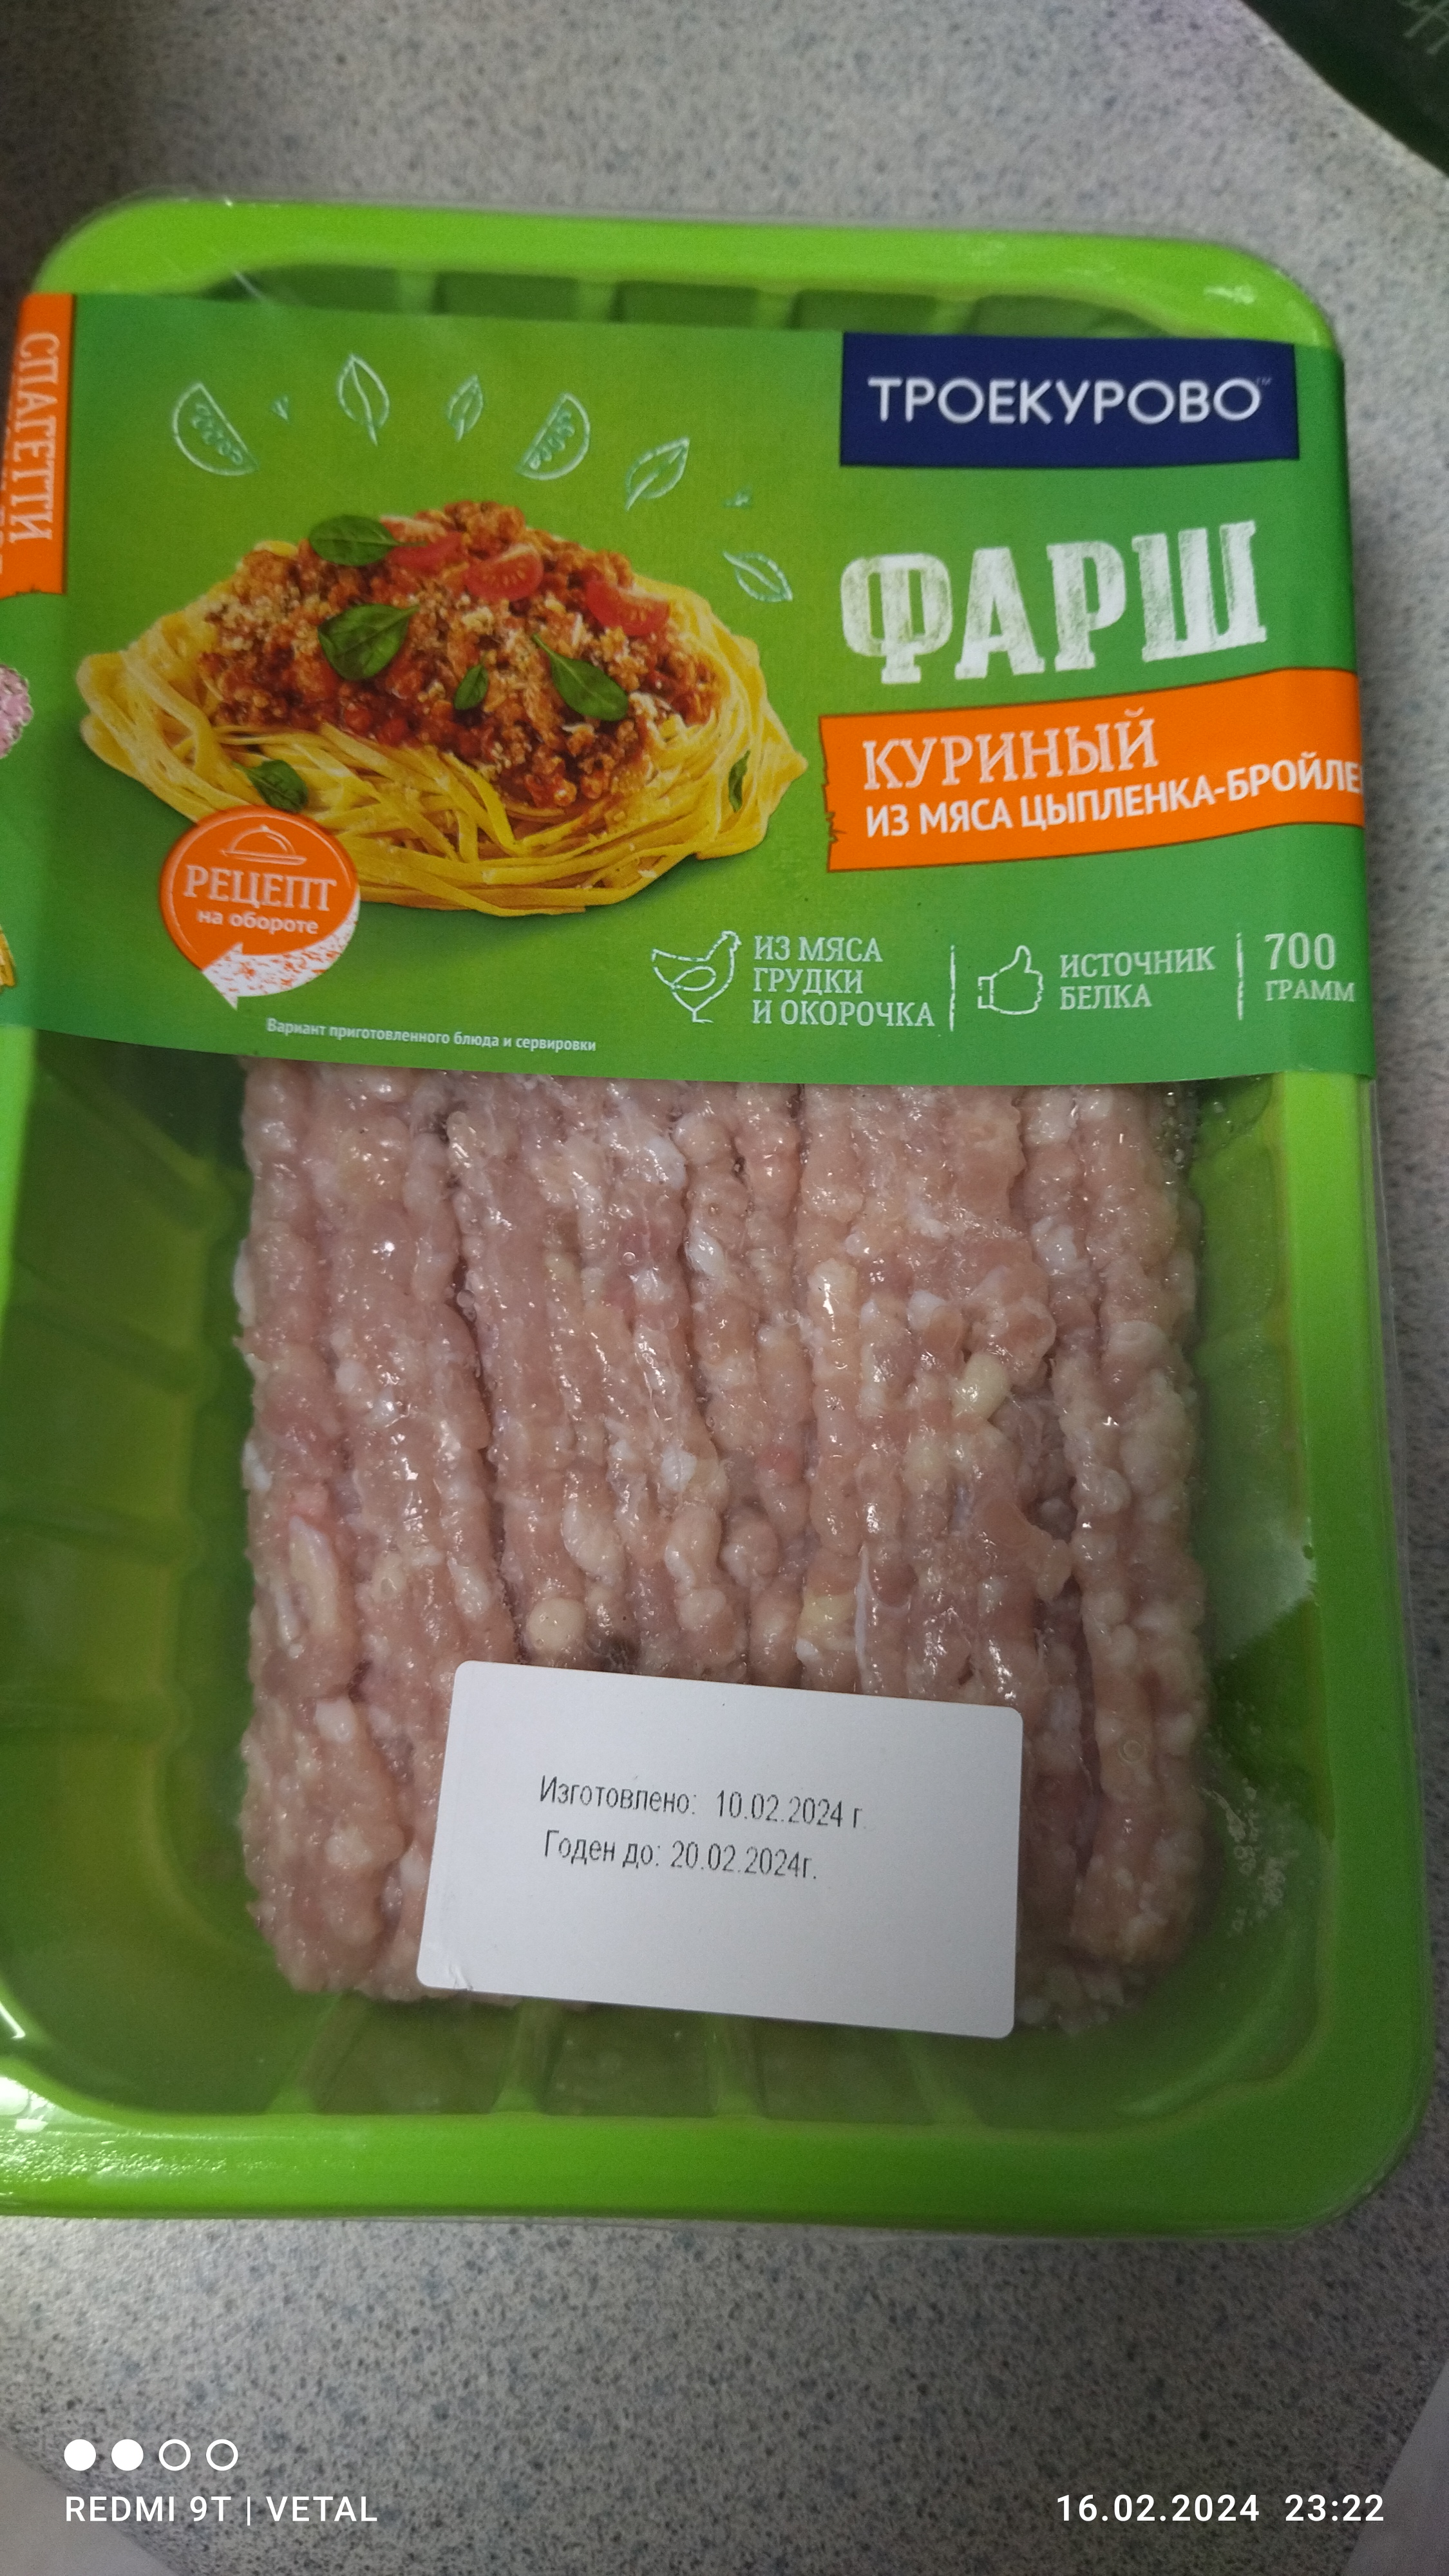 СПАГЕТТИ
ТРОЕКУРОВО™
ФАРШ
КУРИНЫЙ
ИЗ МЯСА ЦЫПЛЕНКА-БРОЙЛЕ
РЕЦЕПТ
на обороте
ИЗ МЯСА
ГРУДКИ
И ОКОРОЧКА
ИСТОЧНИК
БЕЛКА
700
ГРАММ
Вариант приготовленного блюда и сервировки
Изготовлено: 10.02.2024 г.
Годен до: 20.02.2024г.
REDMI 9T | VETAL
16.02.2024 23:22